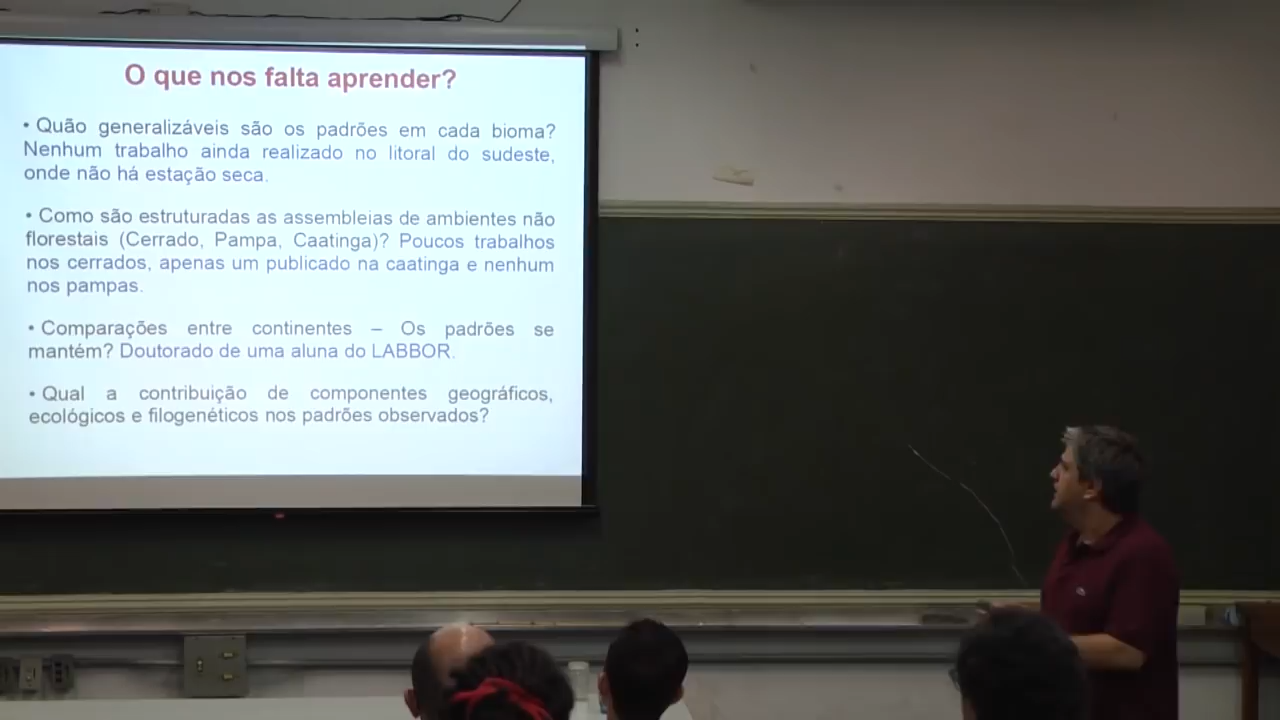 O que nos falta aprender?
• Quão generalizáveis são os padrões em cada bioma?
Nenhum trabalho ainda realizado no litoral do sudeste,
onde não há estação seca.
• Como são estruturadas as assembleias de ambientes não
florestais (Cerrado, Pampa, Caatinga)? Poucos trabalhos
nos cerrados, apenas um publicado na caatinga e nenhum
nos pampas.
• Comparações entre continentes – Os padrões se
mantém? Doutorado de uma aluna do LABBOR.
• Qual a contribuição de componentes geográficos,
ecológicos e filogenéticos nos padrões observados?